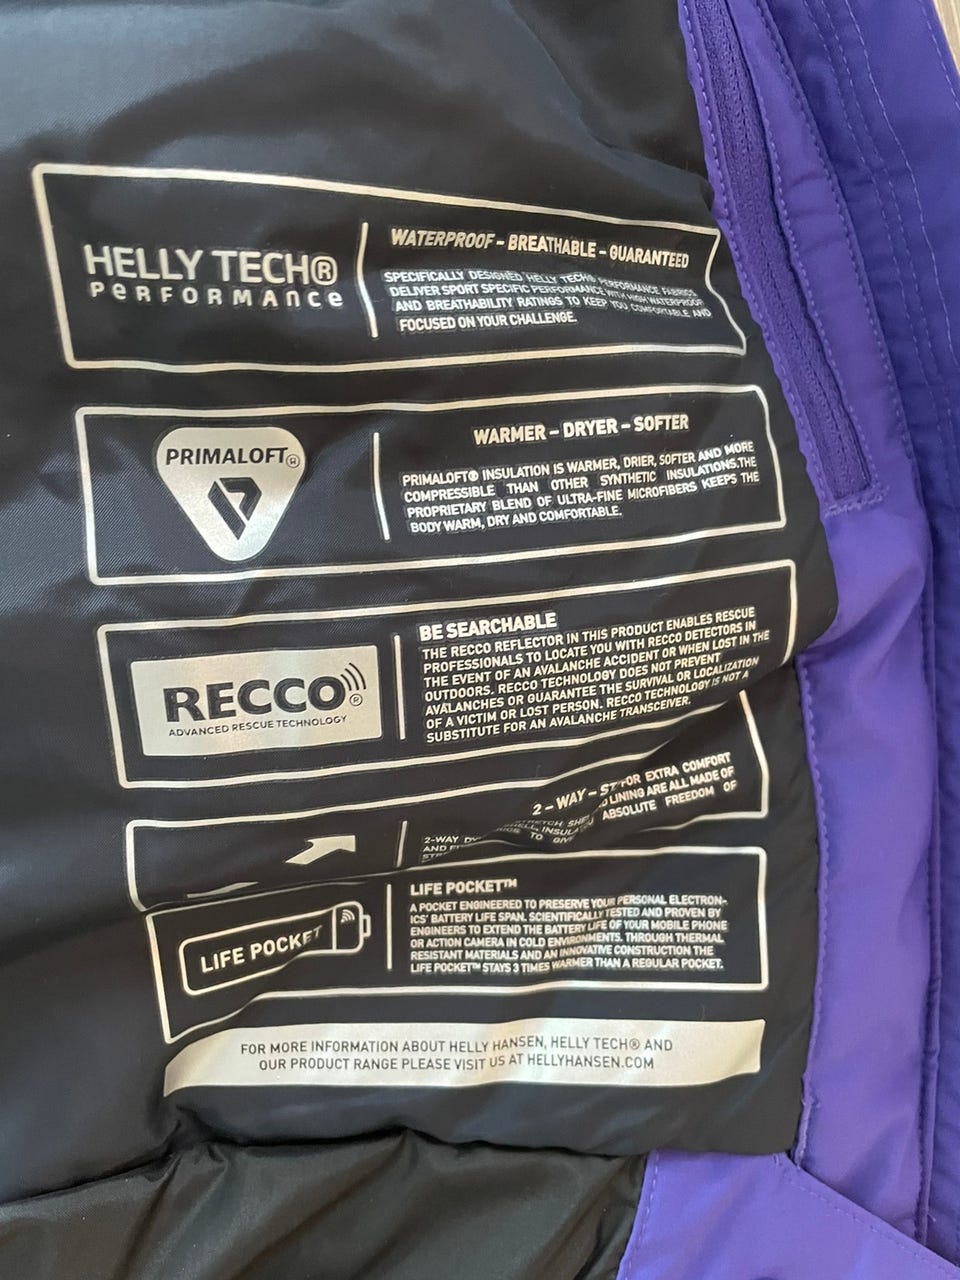 HELLY TECH®
PERFORMANCE
WATERPROOF – BREATHABLE – GUARANTEED
SPECIFICALLY DESIGNED HELLY TECH® PERFORMANCE FABRICS
DELIVER SPORT SPECIFIC PERFORMANCE WITH HIGH WATERPROOF
AND BREATHABILITY RATINGS TO KEEP YOU COMFORTABLE AND
FOCUSED ON YOUR CHALLENGE.
PRIMALOFT®
WARMER – DRYER – SOFTER
PRIMALOFT® INSULATION IS WARMER, DRIER, SOFTER AND MORE
COMPRESSIBLE THAN OTHER SYNTHETIC INSULATIONS.THE
PROPRIETARY BLEND OF ULTRA-FINE MICROFIBERS KEEPS THE
BODY WARM, DRY AND COMFORTABLE.
RECCO®
ADVANCED RESCUE TECHNOLOGY
BE SEARCHABLE
THE RECCO REFLECTOR IN THIS PRODUCT ENABLES RESCUE
PROFESSIONALS TO LOCATE YOU WITH RECCO DETECTORS IN
THE EVENT OF AN AVALANCHE ACCIDENT OR WHEN LOST IN THE
OUTDOORS. RECCO TECHNOLOGY DOES NOT PREVENT
AVALANCHES OR GUARANTEE THE SURVIVAL OR LOCALIZATION
OF A VICTIM OR LOST PERSON. RECCO TECHNOLOGY IS NOT A
SUBSTITUTE FOR AN AVALANCHE TRANSCEIVER.
2 – WAY – ST
2-WAY FOR EXTRA COMFORT
AND LINING ARE ALL MADE OF
TO ABSOLUTE FREEDOM OF
LIFE POCKET
LIFE POCKET™
A POCKET ENGINEERED TO PRESERVE YOUR PERSONAL ELECTRON-
ICS' BATTERY LIFE SPAN. SCIENTIFICALLY TESTED AND PROVEN BY
ENGINEERS TO EXTEND THE BATTERY LIFE OF YOUR MOBILE PHONE
OR ACTION CAMERA IN COLD ENVIRONMENTS. THROUGH THERMAL
RESISTANT MATERIALS AND AN INNOVATIVE CONSTRUCTION THE
LIFE POCKET™ STAYS 3 TIMES WARMER THAN A REGULAR POCKET.
FOR MORE INFORMATION ABOUT HELLY HANSEN, HELLY TECH® AND
OUR PRODUCT RANGE PLEASE VISIT US AT HELLYHANSEN.COM